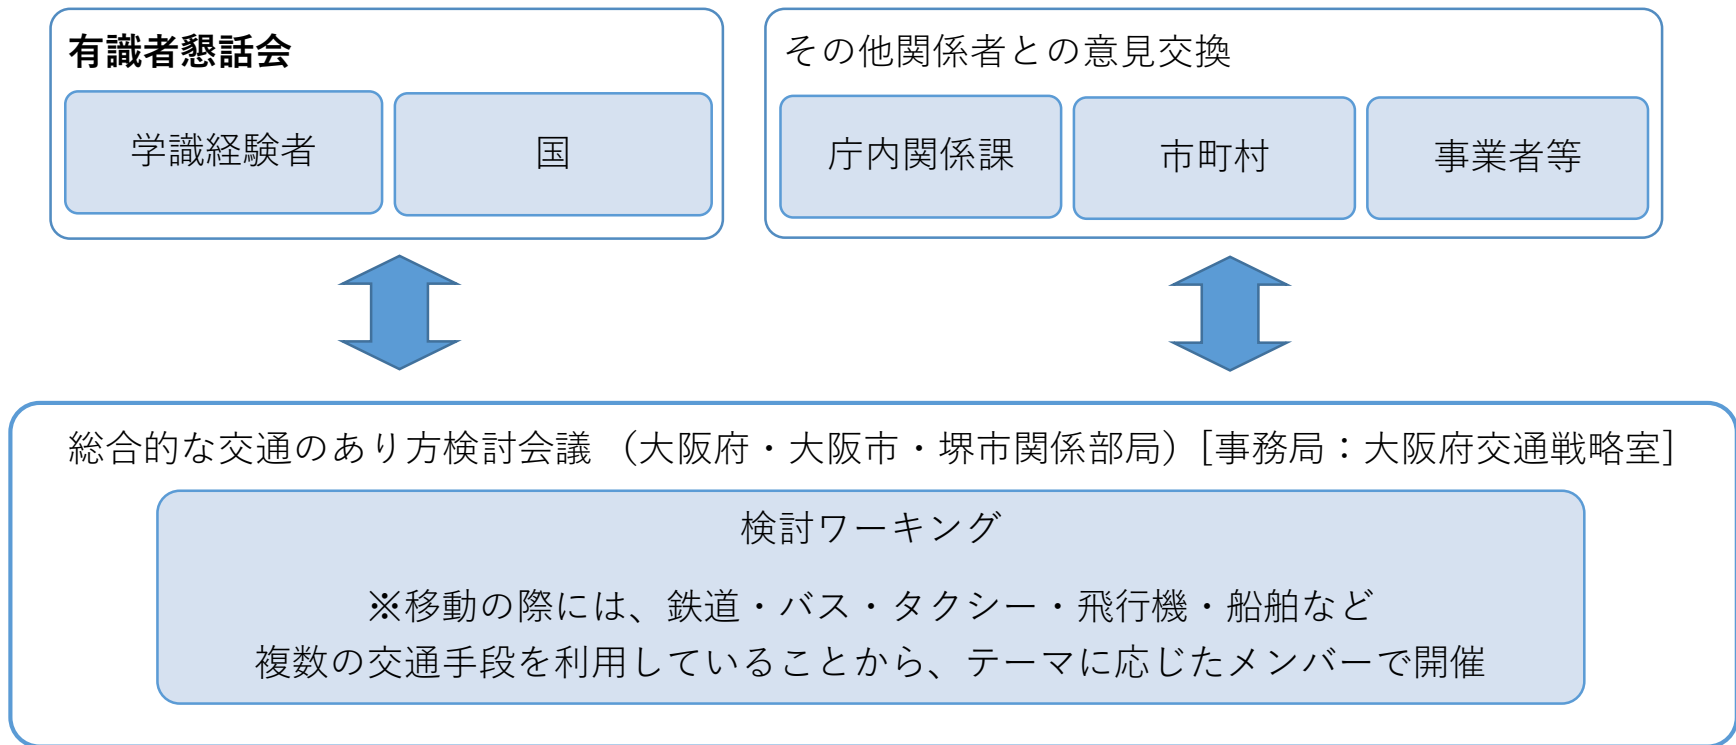 有識者懇話会
学識経験者
国
その他関係者との意見交換
庁内関係課
市町村
事業者等
総合的な交通のあり方検討会議 （大阪府・大阪市・堺市関係部局）[事務局：大阪府交通戦略室]
検討ワーキング
※移動の際には、鉄道・バス・タクシー・飛行機・船舶など
複数の交通手段を利用していることから、テーマに応じたメンバーで開催